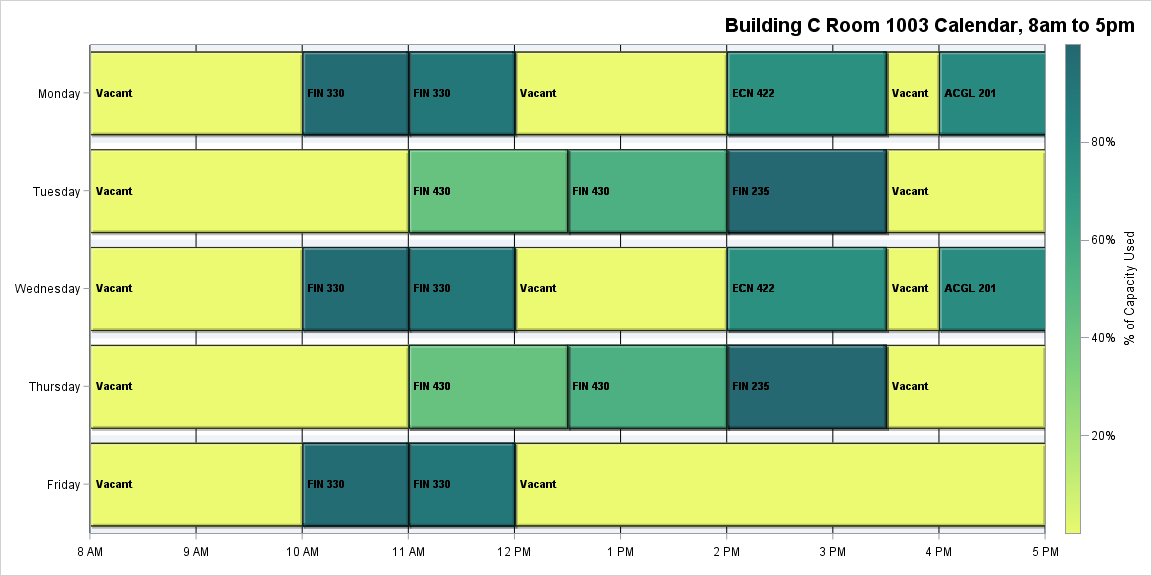 Building C Room 1003 Calendar, 8am to 5pm
Monday Vacant FIN 330 FIN 330 Vacant ECN 422 Vacant ACGL 201
80%
Tuesday Vacant FIN 430 FIN 430 FIN 235 Vacant
60%
% of Capacity Used
Wednesday Vacant FIN 330 FIN 330 Vacant ECN 422 Vacant ACGL 201
40%
Thursday Vacant FIN 430 FIN 430 FIN 235 Vacant
20%
Friday Vacant FIN 330 FIN 330 Vacant
8 AM 9 AM 10 AM 11 AM 12 PM 1 PM 2 PM 3 PM 4 PM 5 PM